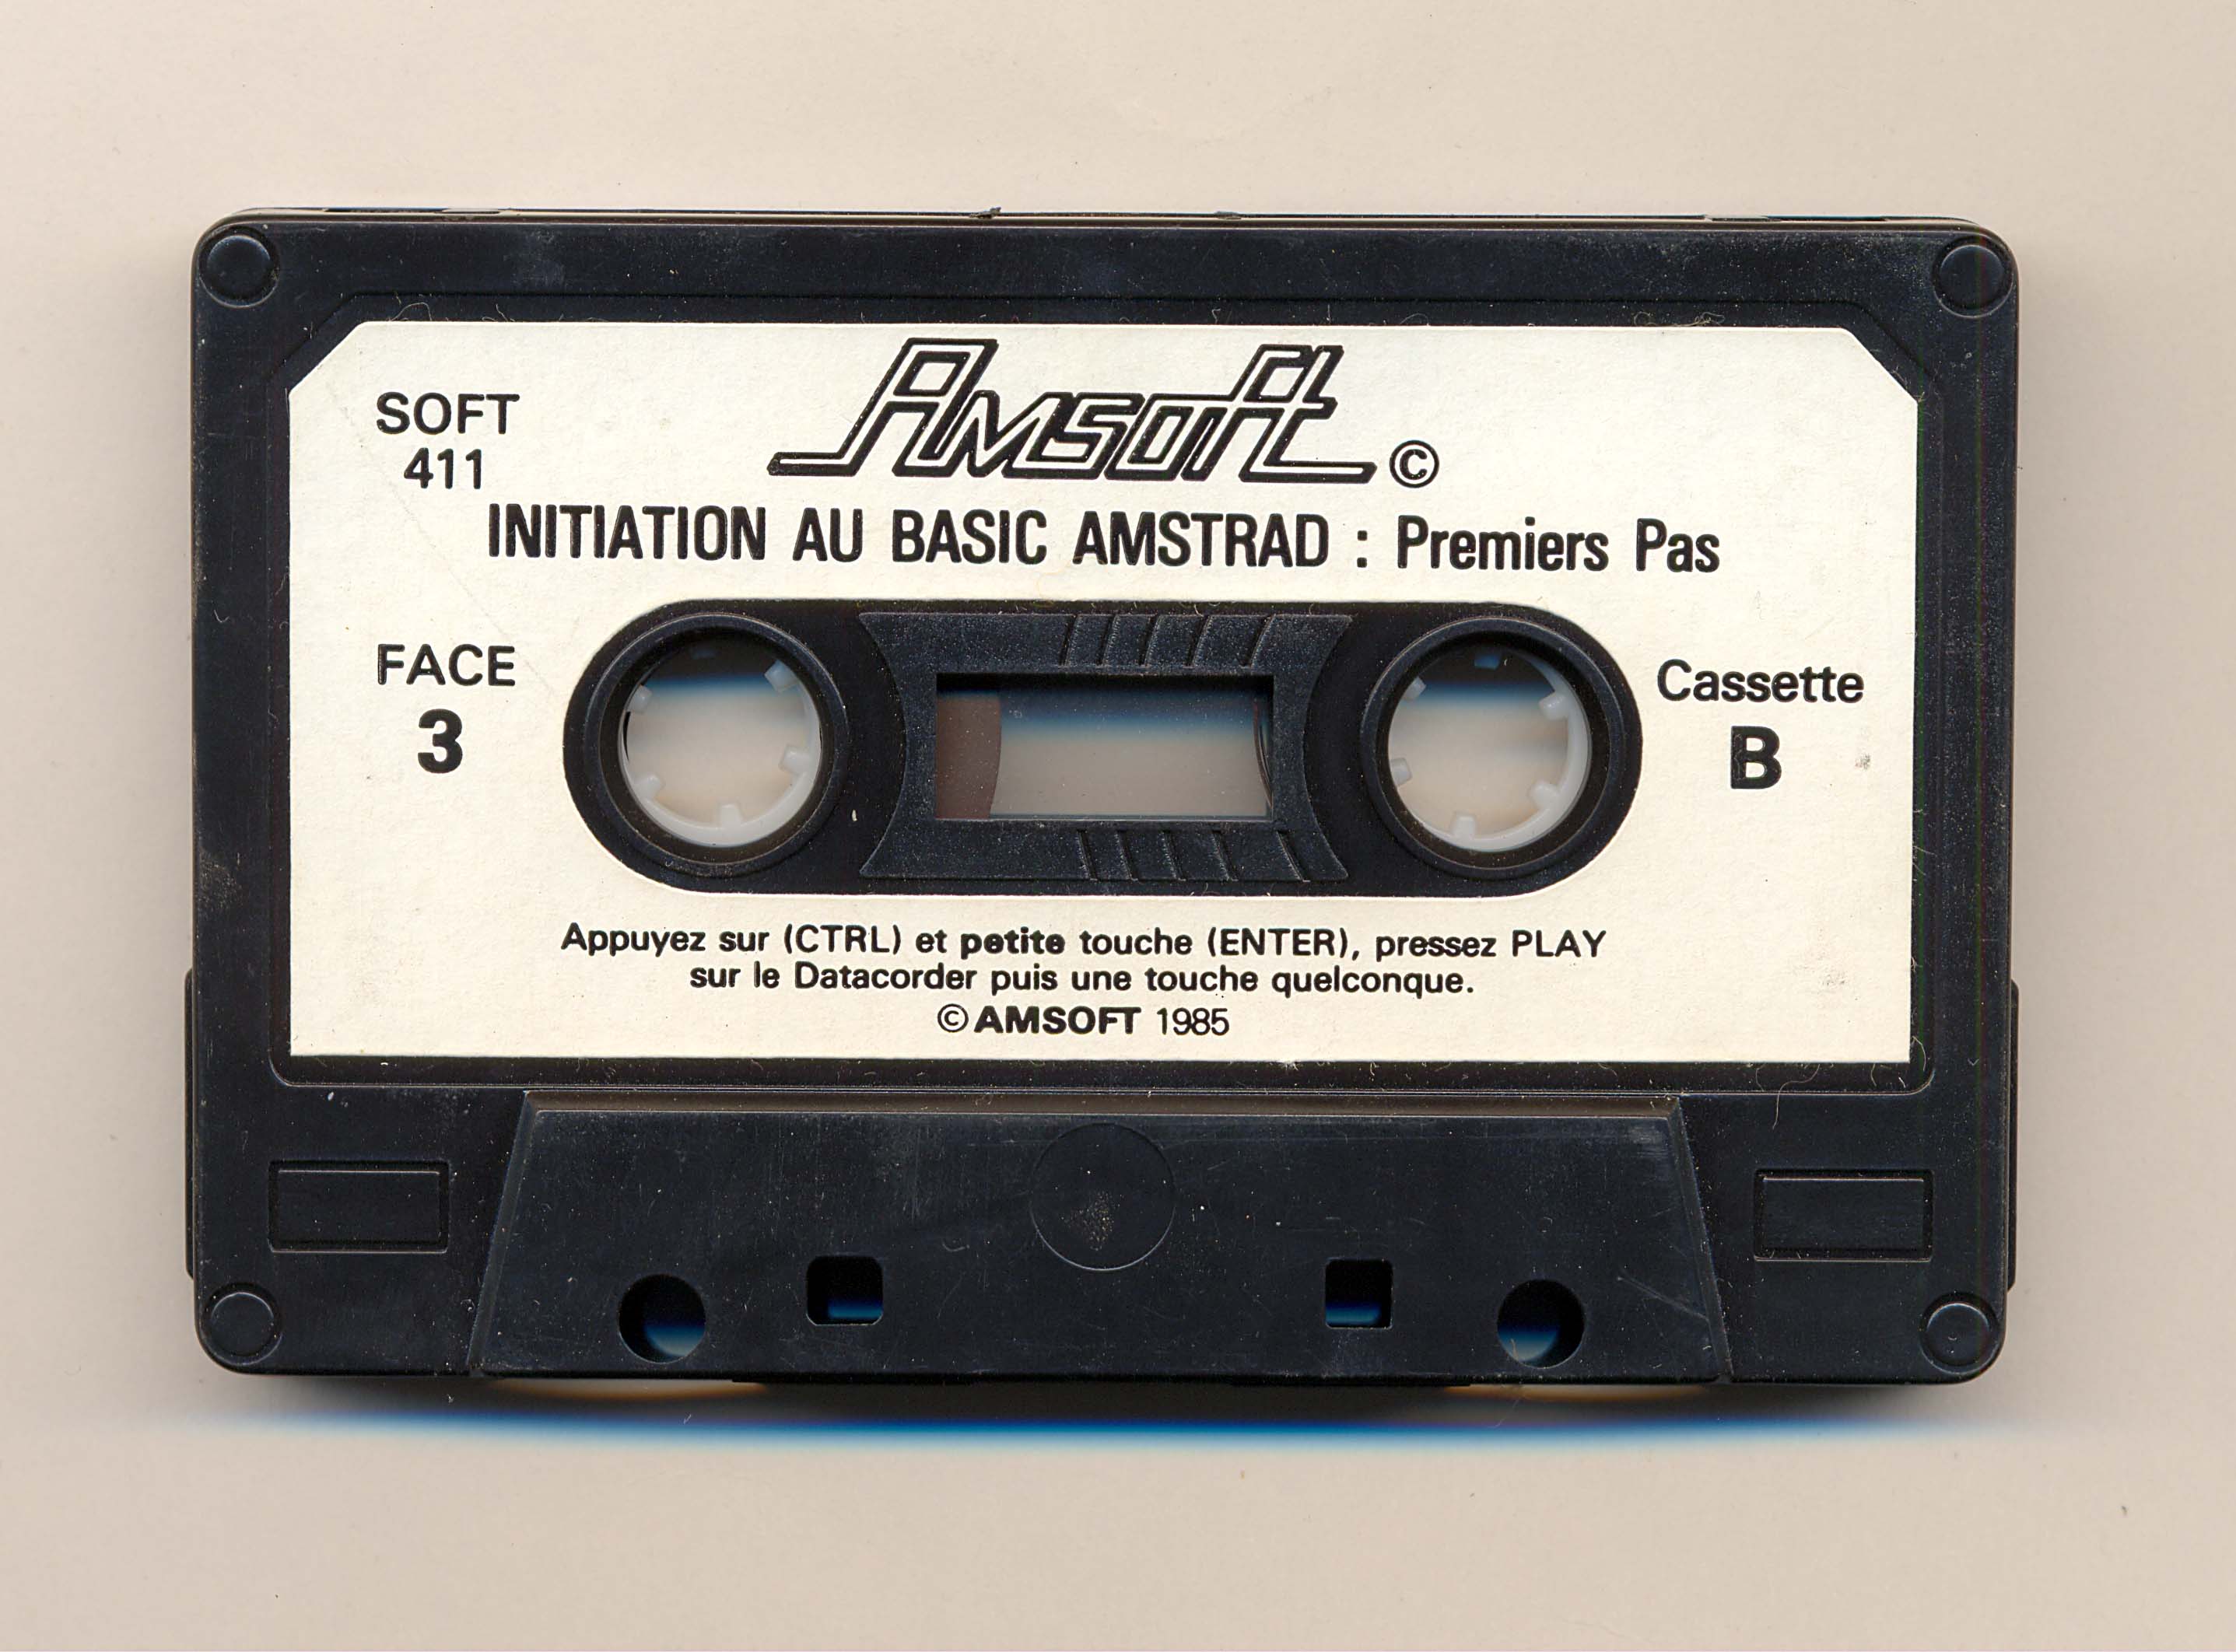 Amsoft ©
SOFT
411
INITIATION AU BASIC AMSTRAD : Premiers Pas
FACE
3
Cassette
B
Appuyez sur (CTRL) et petite touche (ENTER), pressez PLAY
sur le Datacorder puis une touche quelconque.
© AMSOFT 1985